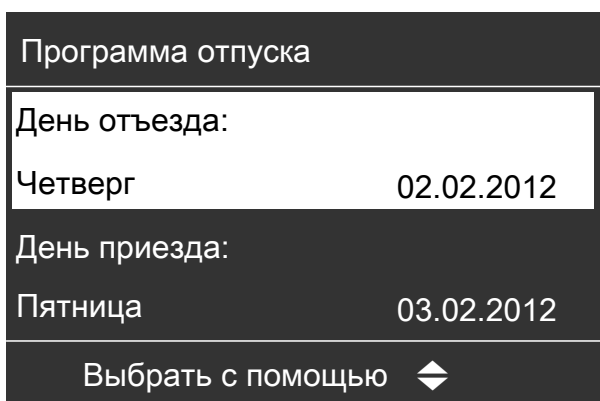 Программа отпуска
День отъезда:
Четверг 02.02.2012
День приезда:
Пятница 03.02.2012
Выбрать с помощью